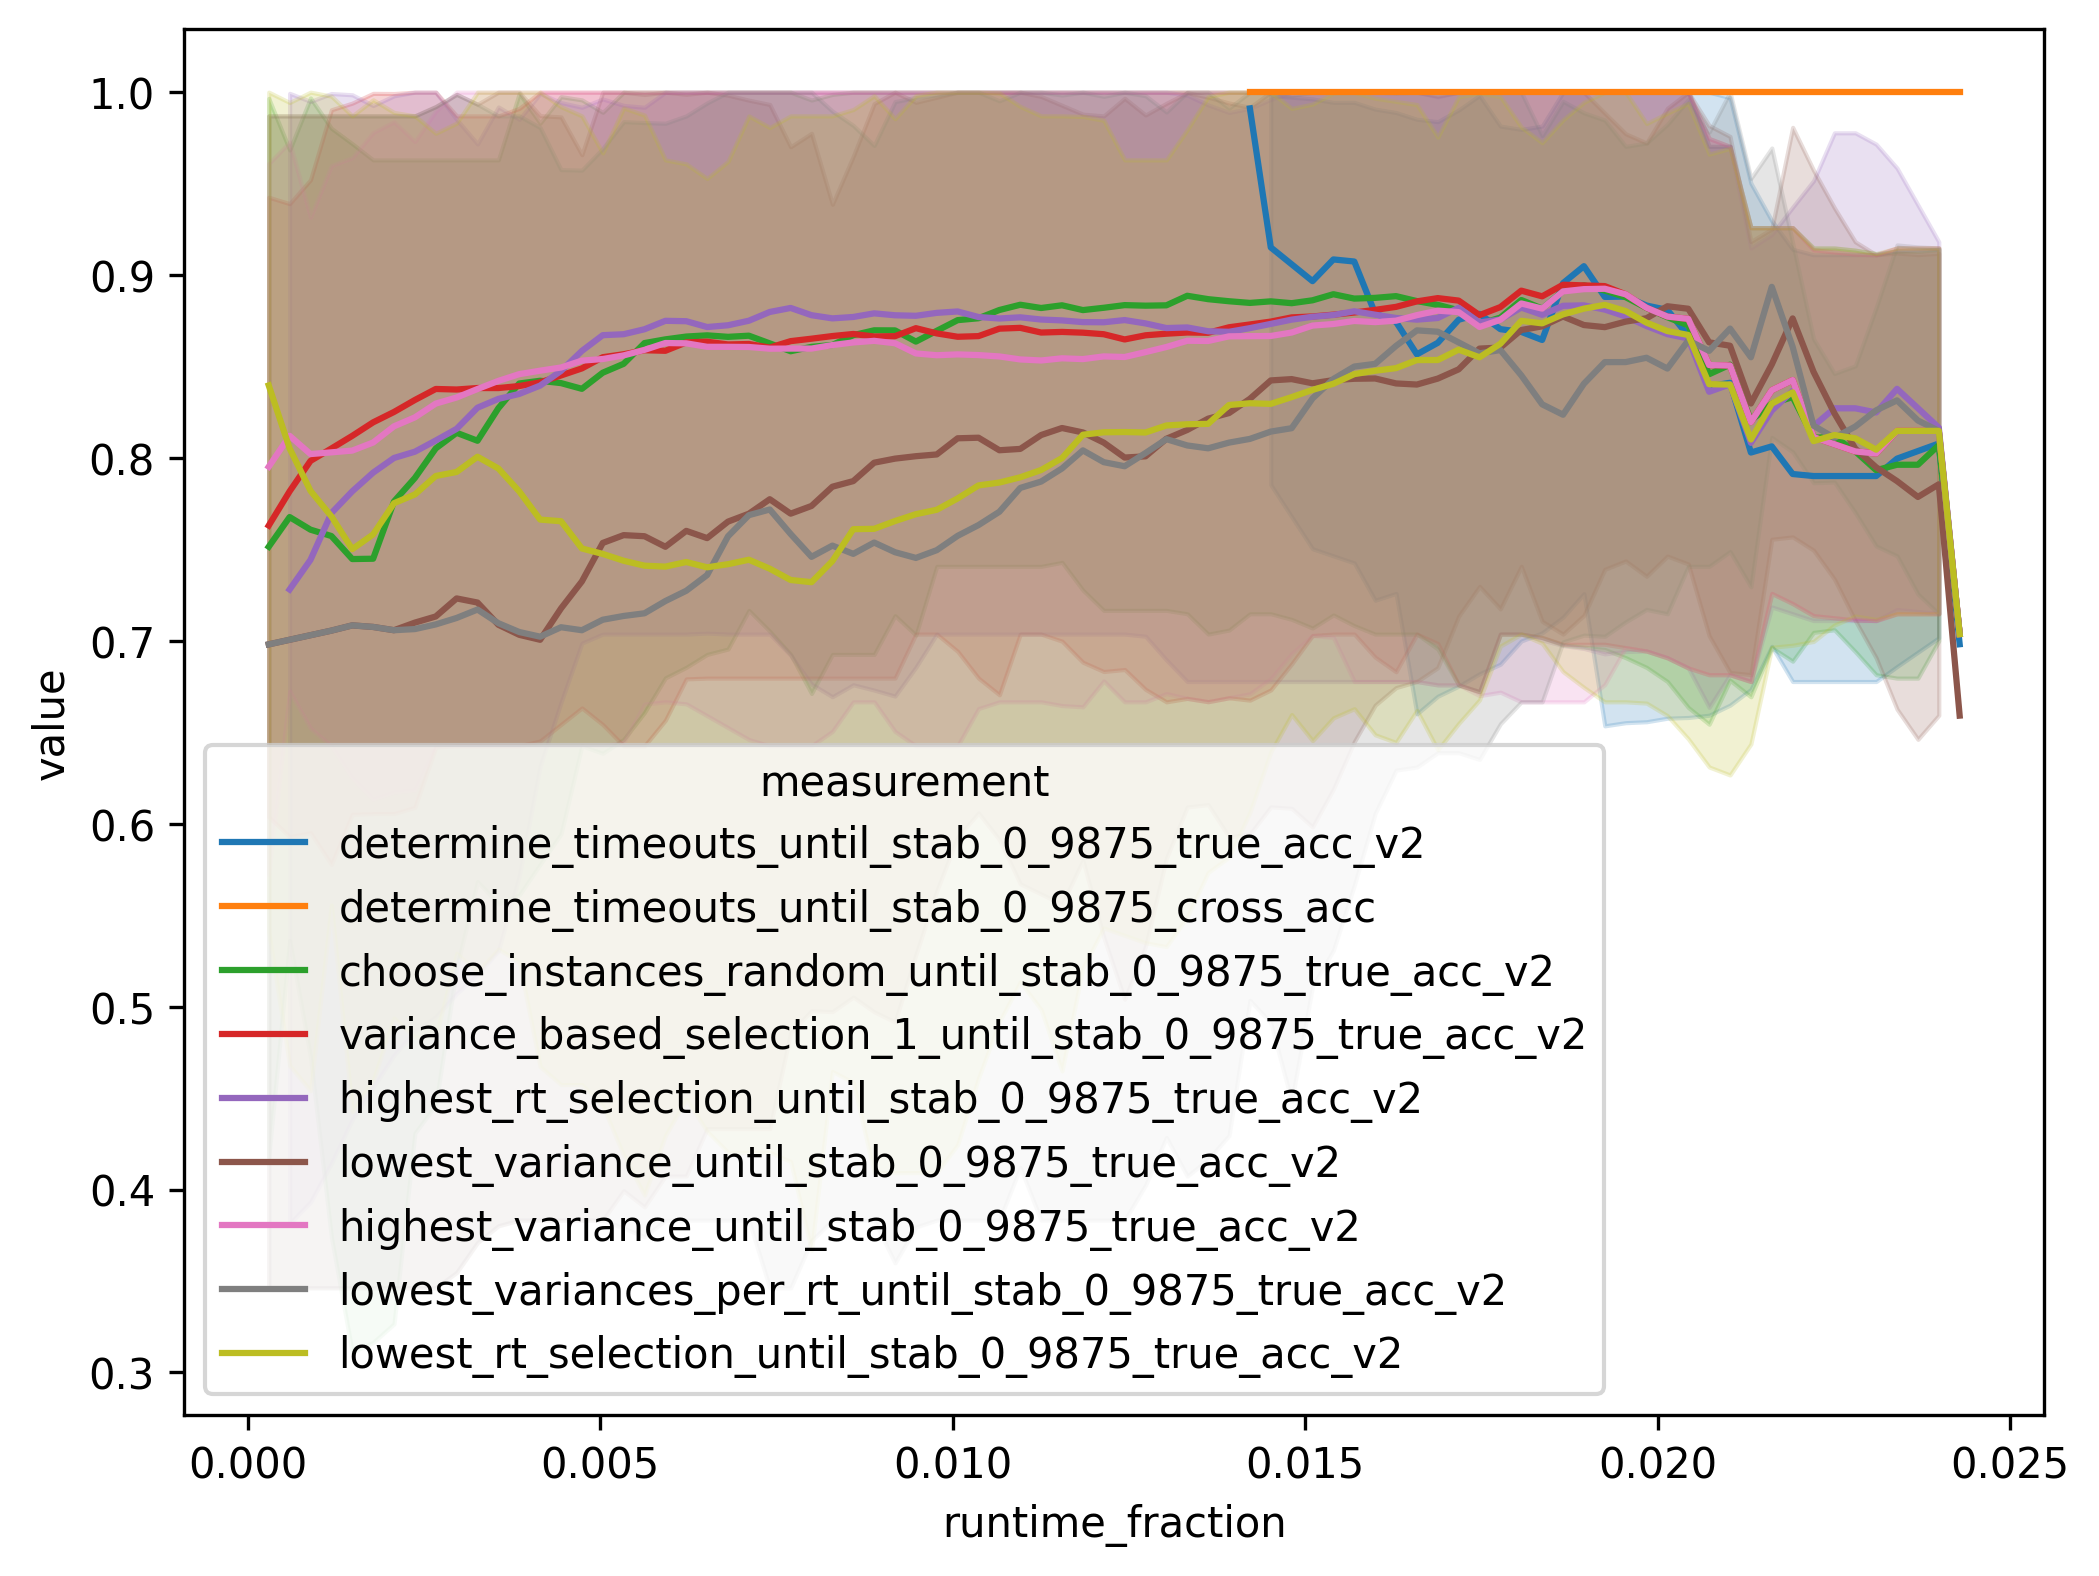 1.0
0.9
0.8
0.7
0.6
0.5
0.4
0.3
value
measurement
determine_timeouts_until_stab_0_9875_true_acc_v2
determine_timeouts_until_stab_0_9875_cross_acc
choose_instances_random_until_stab_0_9875_true_acc_v2
variance_based_selection_1_until_stab_0_9875_true_acc_v2
highest_rt_selection_until_stab_0_9875_true_acc_v2
lowest_variance_until_stab_0_9875_true_acc_v2
highest_variance_until_stab_0_9875_true_acc_v2
lowest_variances_per_rt_until_stab_0_9875_true_acc_v2
lowest_rt_selection_until_stab_0_9875_true_acc_v2
0.000 0.005 0.010 0.015 0.020 0.025
runtime_fraction